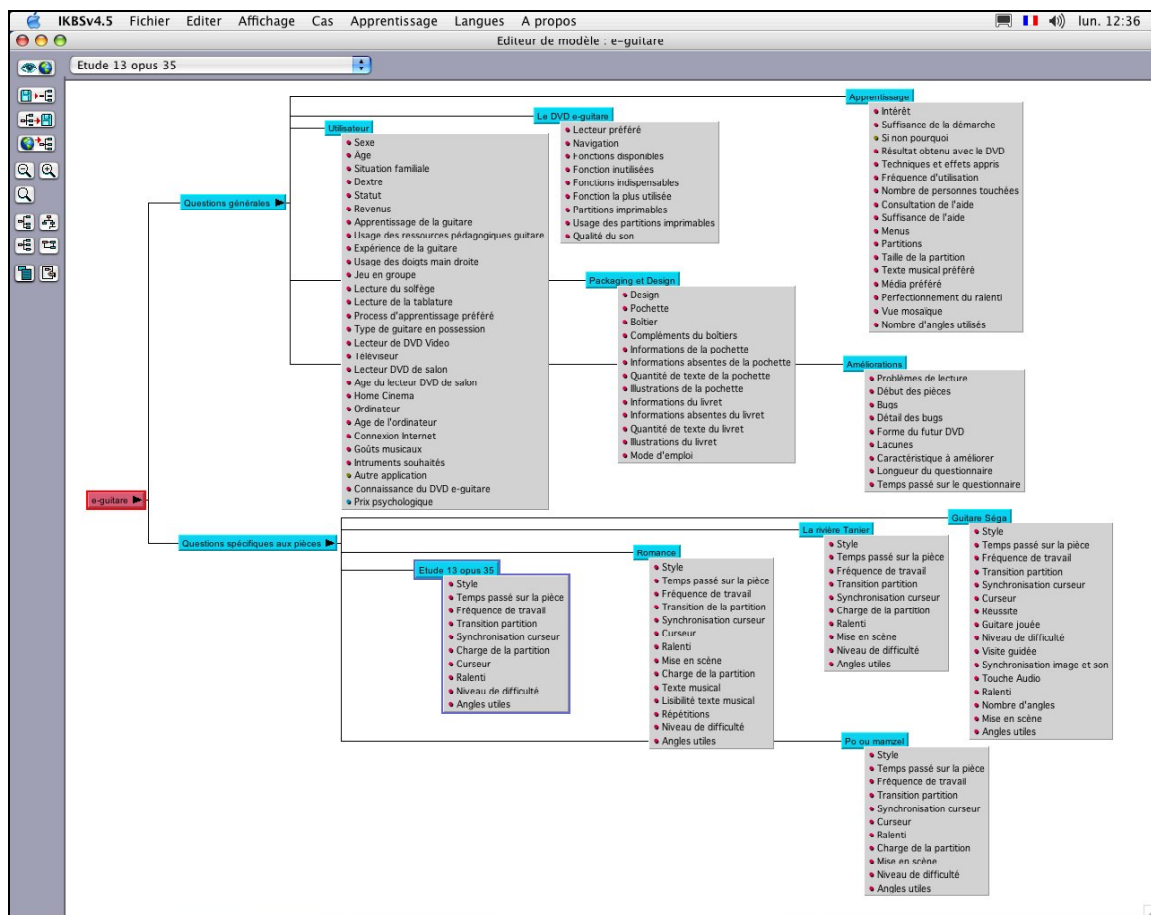 IKBSv4.5 Fichier Editer Affichage Cas Apprentissage Langues A propos lun. 12:36
Editeur de modèle : e-guitare
Etude 13 opus 35
e-guitare
Questions générales
Utilisateur
Sexe
Age
Situation familiale
Dextre
Statut
Revenus
Apprentissage de la guitare
Usage des ressources pédagogiques guitare
Expérience de la guitare
Usage des doigts main droite
Jeu en groupe
Lecture du solfège
Lecture de la tablature
Process d'apprentissage préféré
Type de guitare en possession
Lecteur de DVD Video
Téléviseur
Lecteur DVD de salon
Age du lecteur DVD de salon
Home Cinema
Ordinateur
Age de l'ordinateur
Connexion Internet
Goûts musicaux
Intruments souhaités
Autre application
Connaissance du DVD e-guitare
Prix psychologique
Le DVD e-guitare
Lecteur préféré
Navigation
Fonctions disponibles
Fonction inutilisées
Fonctions indispensables
Fonction la plus utilisée
Partitions imprimables
Usage des partitions imprimables
Qualité du son
Packaging et Design
Design
Pochette
Boîtier
Compléments du boîtiers
Informations de la pochette
Informations absentes de la pochette
Quantité de texte de la pochette
Illustrations de la pochette
Informations du livret
Informations absentes du livret
Quantité de texte du livret
Illustrations du livret
Mode d'emploi
Apprentissage
Intérêt
Suffisance de la démarche
Si non pourquoi
Résultat obtenu avec le DVD
Techniques et effets appris
Fréquence d'utilisation
Nombre de personnes touchées
Consultation de l'aide
Suffisance de l'aide
Menus
Partitions
Taille de la partition
Texte musical préféré
Média préféré
Perfectionnement du ralenti
Vue mosaïque
Nombre d'angles utilisés
Améliorations
Problèmes de lecture
Début des pièces
Bugs
Détail des bugs
Forme du futur DVD
Lacunes
Caractéristique à améliorer
Longueur du questionnaire
Temps passé sur le questionnaire
Questions spécifiques aux pièces
Etude 13 opus 35
Style
Temps passé sur la pièce
Fréquence de travail
Transition partition
Synchronisation curseur
Charge de la partition
Curseur
Ralenti
Niveau de difficulté
Angles utiles
Romance
Style
Temps passé sur la pièce
Fréquence de travail
Transition de la partition
Synchronisation curseur
Curseur
Ralenti
Mise en scène
Charge de la partition
Texte musical
Lisibilité texte musical
Répétitions
Niveau de difficulté
Angles utiles
La rivière Tanier
Style
Temps passé sur la pièce
Fréquence de travail
Transition partition
Synchronisation curseur
Charge de la partition
Ralenti
Mise en scène
Niveau de difficulté
Angles utiles
Guitare Séga
Style
Temps passé sur la pièce
Fréquence de travail
Transition partition
Synchronisation curseur
Curseur
Réussite
Guitare jouée
Niveau de difficulté
Visite guidée
Synchronisation image et son
Touche Audio
Ralenti
Nombre d'angles
Mise en scène
Angles utiles
Po ou mamzel
Style
Temps passé sur la pièce
Fréquence de travail
Transition partition
Synchronisation curseur
Curseur
Ralenti
Charge de la partition
Mise en scène
Niveau de difficulté
Angles utiles